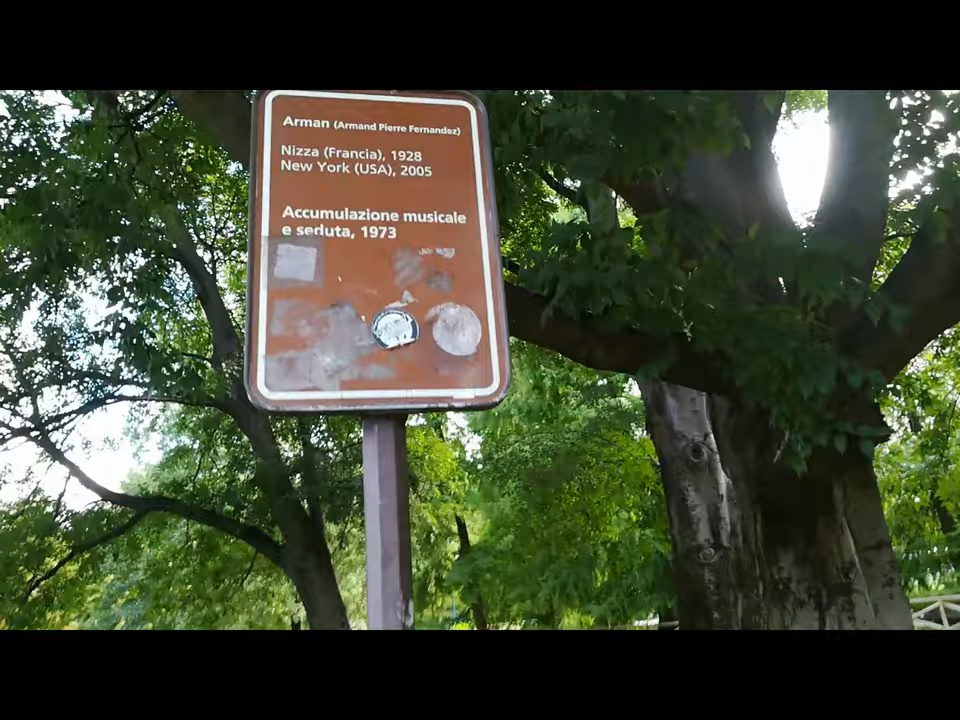 Arman (Armand Pierre Fernandez)
Nizza (Francia), 1928
New York (USA), 2005
Accumulazione musicale
e seduta, 1973